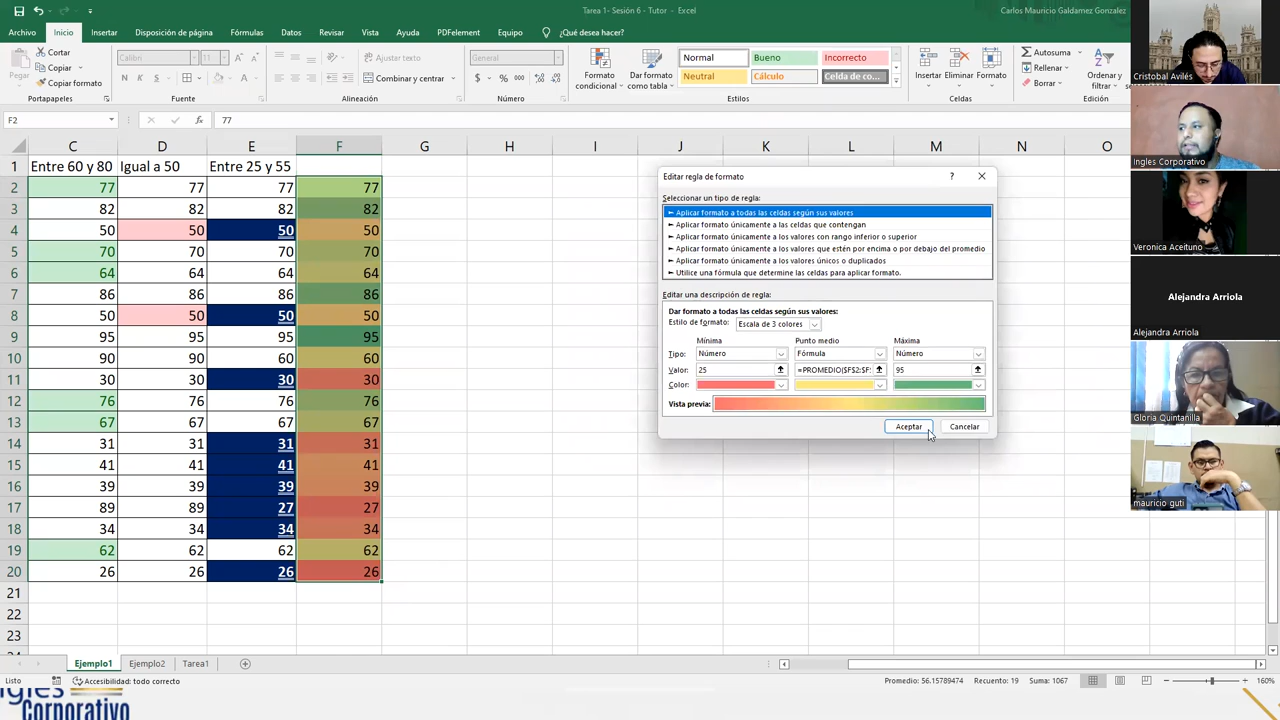 Tarea 1- Sesión 6 - Tutor - Excel
Carlos Mauricio Galdamez Gonzalez
Archivo Inicio Insertar Disposición de página Fórmulas Datos Revisar Vista Ayuda PDFelement Equipo ¿Qué desea hacer?
Pegar
Cortar
Copiar
Copiar formato
Portapapeles
Calibri 11
N K S
Fuente
Ajustar texto
Combinar y centrar
Alineación
General
Número
Formato condicional
Dar formato como tabla
Normal Bueno Incorrecto
Neutral Cálculo Celda de co...
Estilos
Insertar Eliminar Formato
Celdas
Autosuma
Rellenar
Borrar
Ordenar y filtrar
Edición
F2 fx 77
C D E F G H I J K L M N O
1 Entre 60 y 80 Igual a 50 Entre 25 y 55
2 77 77 77 77
3 82 82 82 82
4 50 50 50 50
5 70 70 70 70
6 64 64 64 64
7 86 86 86 86
8 50 50 50 50
9 95 95 95 95
10 90 90 60 60
11 30 30 30 30
12 76 76 76 76
13 67 67 67 67
14 31 31 31 31
15 41 41 41 41
16 39 39 39 39
17 89 89 27 27
18 34 34 34 34
19 62 62 62 62
20 26 26 26 26
21
22
23
Editar regla de formato ?
Seleccionar un tipo de regla:
Aplicar formato a todas las celdas según sus valores
Aplicar formato únicamente a las celdas que contengan
Aplicar formato únicamente a los valores con rango inferior o superior
Aplicar formato únicamente a los valores que estén por encima o por debajo del promedio
Aplicar formato únicamente a los valores únicos o duplicados
Utilice una fórmula que determine las celdas para aplicar formato.
Editar una descripción de regla:
Dar formato a todas las celdas según sus valores:
Estilo de formato: Escala de 3 colores
Mínima Punto medio Máxima
Tipo: Número Fórmula Número
Valor: 25 =PROMEDIO($F$2:$F: 95
Color:
Vista previa:
Aceptar Cancelar
Cristobal Avilés
Ingles Corporativo
Veronica Aceituno
Alejandra Arriola
Alejandra Arriola
Gloria Quintanilla
mauricio guti
Ejemplo1 Ejemplo2 Tarea1
Listo Accesibilidad: todo correcto Promedio: 56.15789474 Recuento: 19 Suma: 1067 160%
Ingles
Corporativo